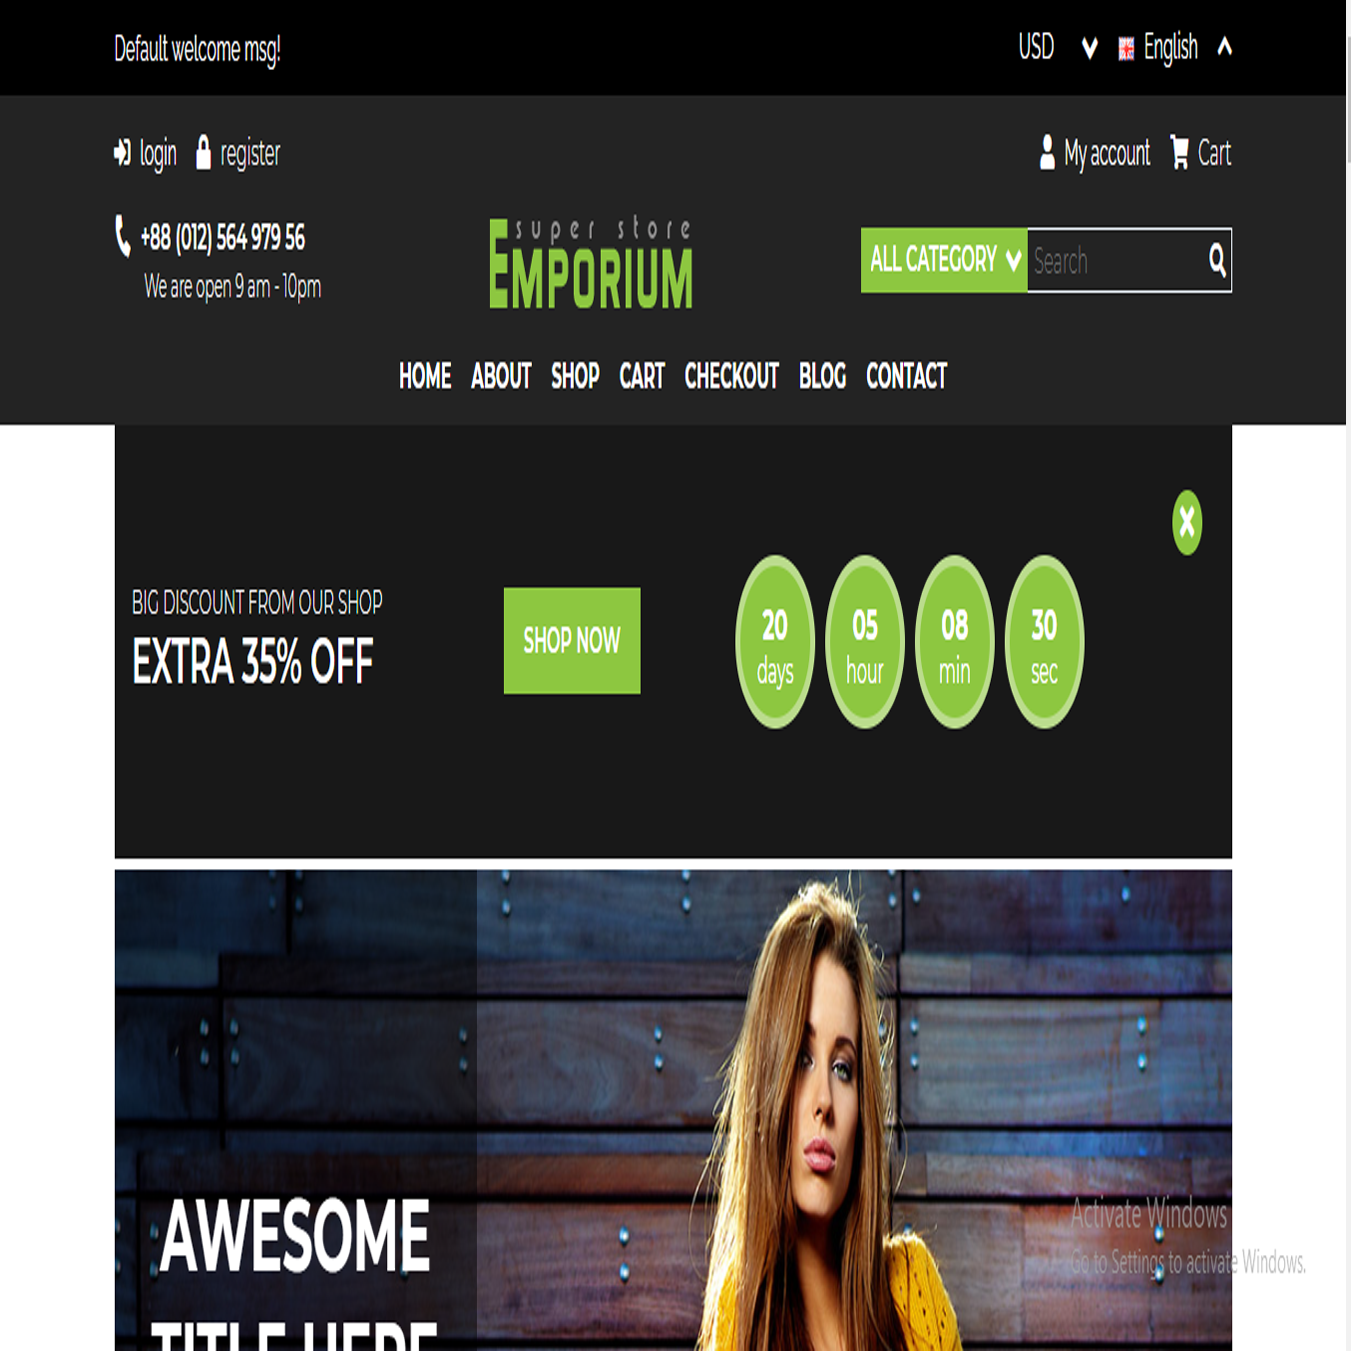 Default welcome msg!
USD English
login register
My account Cart
+88 (012) 564 979 56
We are open 9 am - 10pm
super store
EMPORIUM
ALL CATEGORY Search
HOME ABOUT SHOP CART CHECKOUT BLOG CONTACT
BIG DISCOUNT FROM OUR SHOP
EXTRA 35% OFF
SHOP NOW
20 05 08 30
days hour min sec
AWESOME
TITLE HERE
Activate Windows
Go to Settings to activate Windows.